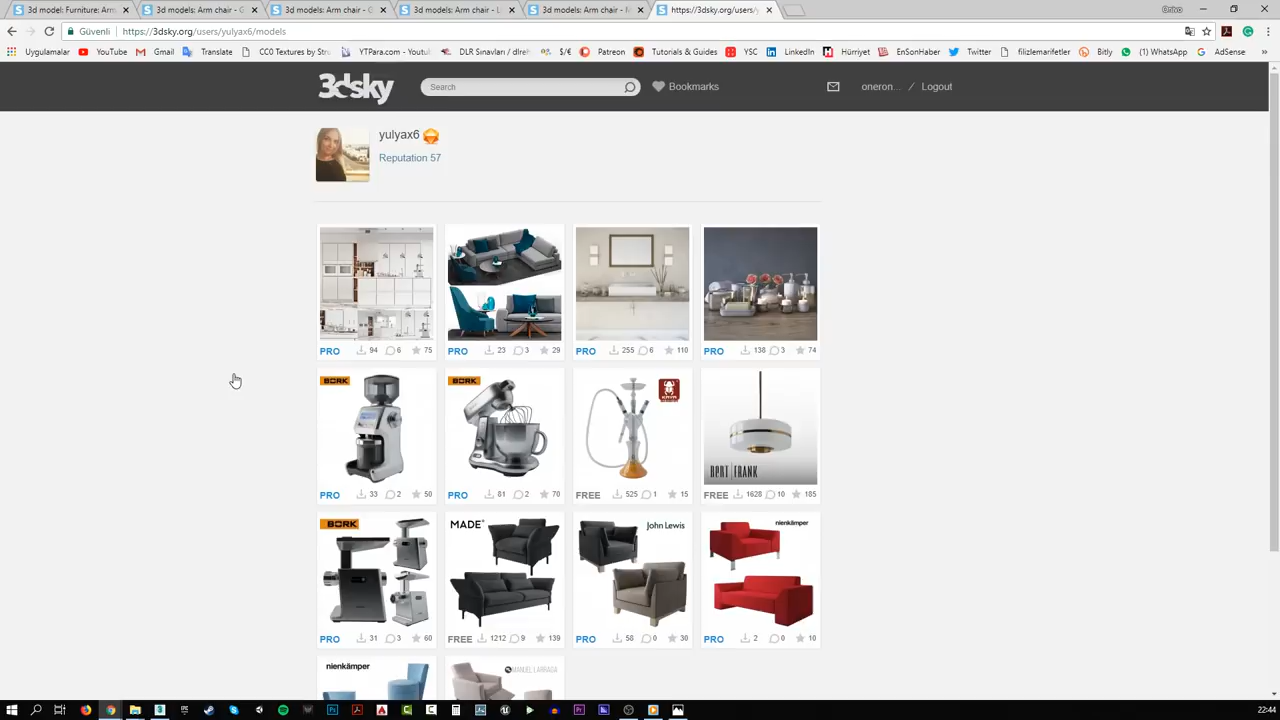 3d model: Furniture: Arm
3d models: Arm chair - G
3d models: Arm chair - G
3d models: Arm chair - L
3d models: Arm chair - M
https://3dsky.org/users/y
Onivo
Güvenli
https://3dsky.org/users/yulyax6/models
Uygulamalar
YouTube
Gmail
Translate
CC0 Textures by Stru
YTPara.com - Youtub
DLR Sınavları / dlreh
$/€
Patreon
Tutorials & Guides
YSC
LinkedIn
Hürriyet
EnSonHaber
Twitter
filizlemarifetler
Bitly
(1) WhatsApp
AdSense
3dsky
Search
Bookmarks
oneron... / Logout
yulyax6
Reputation 57
PRO 94 6 75
PRO 23 3 29
PRO 255 6 110
PRO 138 3 74
BORK
BORK
BERT FRANK
PRO 33 2 50
PRO 81 2 70
FREE 525 1 15
FREE 1628 10 185
BORK
MADE
John Lewis
nienkämper
PRO 31 3 60
FREE 1212 9 139
PRO 58 0 30
PRO 2 0 10
nienkämper
MANUEL LARRAGA
22:44